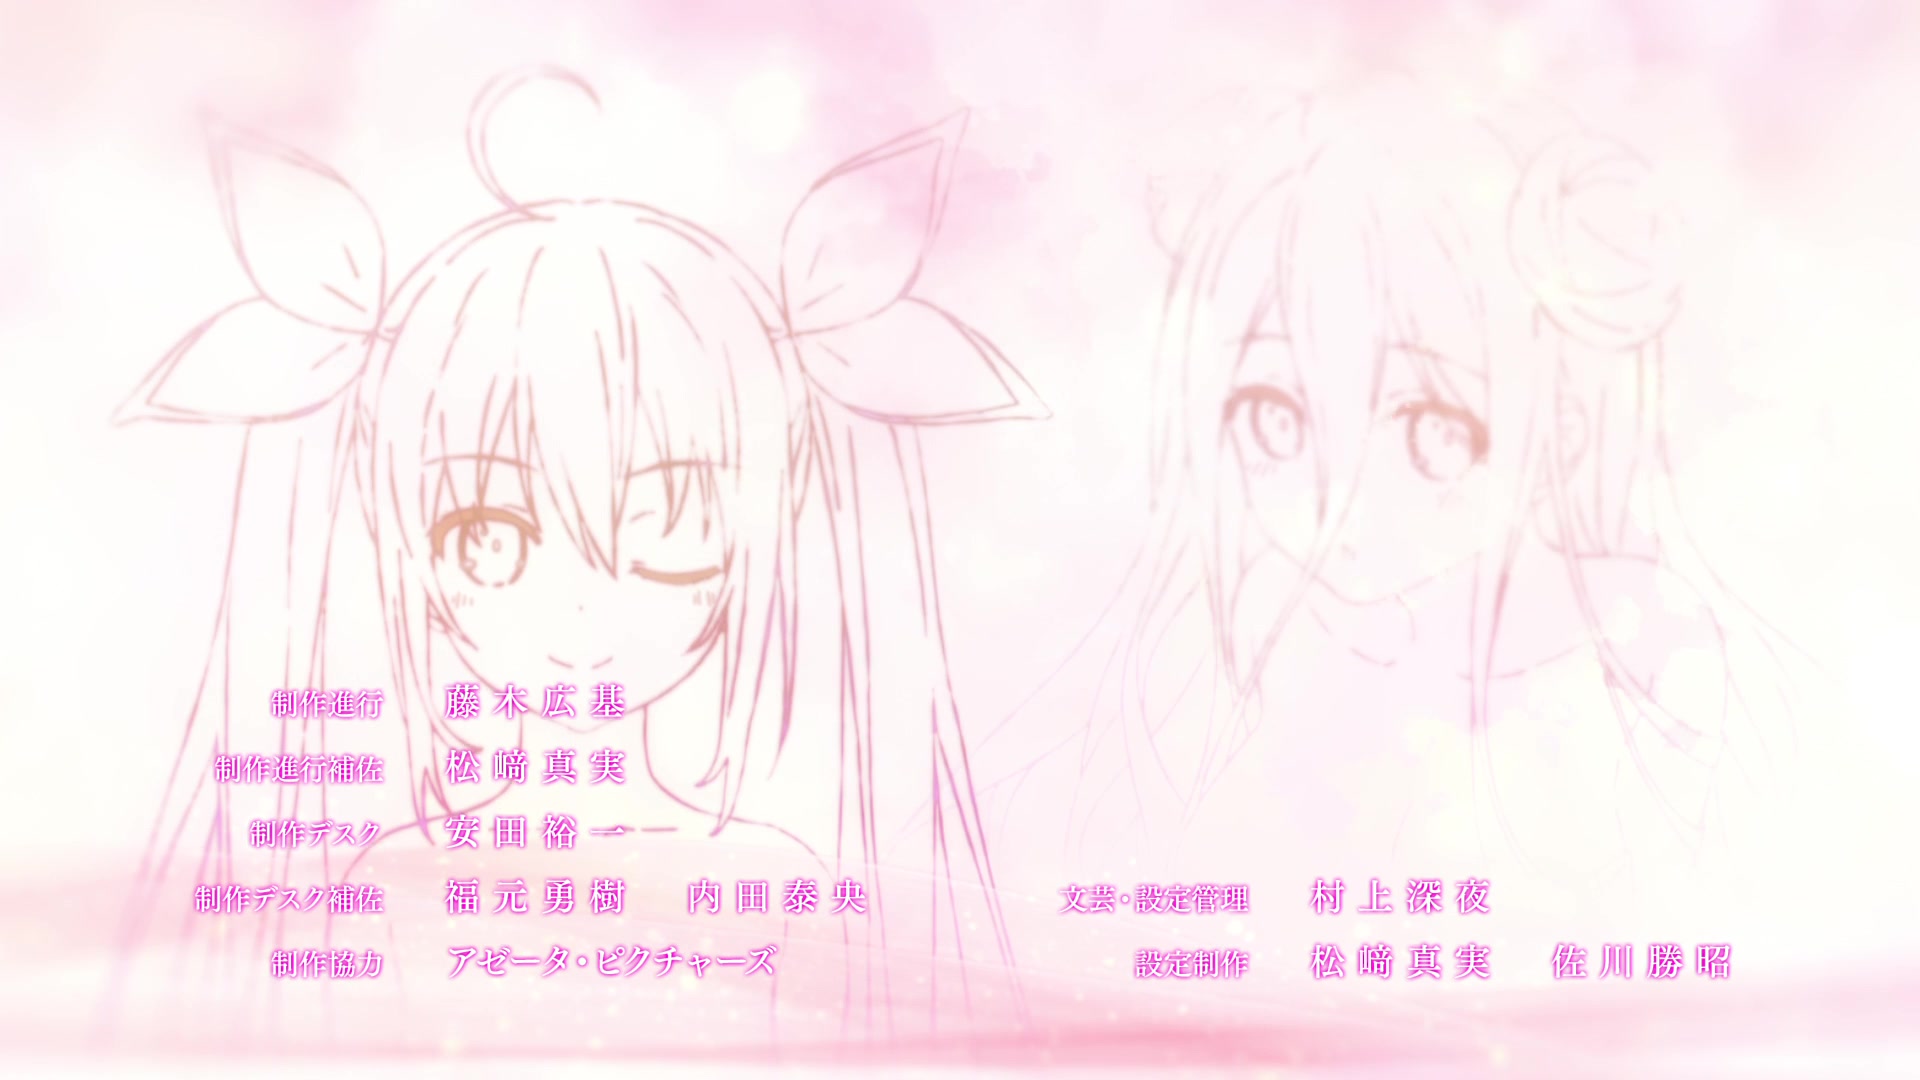 制作進行 藤木広基
制作進行補佐 松﨑真実
制作デスク 安田裕一
制作デスク補佐 福元勇樹 内田泰央
制作協力 アゼータ・ピクチャーズ
文芸・設定管理 村上深夜
設定制作 松﨑真実 佐川勝昭